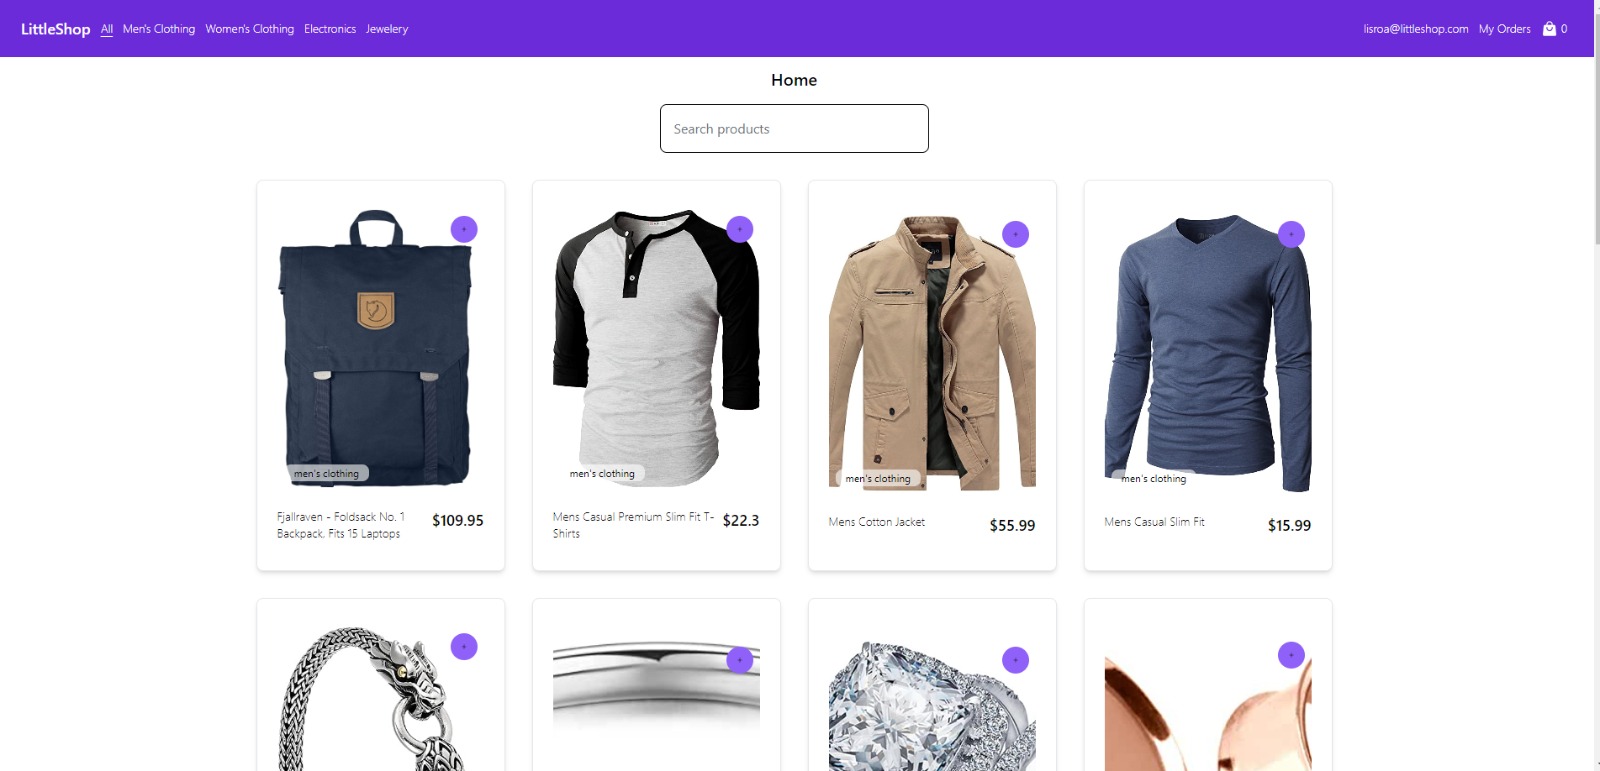 LittleShop All Men's Clothing Women's Clothing Electronics Jewelery lisroa@littleshop.com My Orders 0
Home
Search products
+ + + +
men's clothing men's clothing men's clothing men's clothing
Fjallraven - Foldsack No. 1 Backpack, Fits 15 Laptops
$109.95
Mens Casual Premium Slim Fit T-
Shirts
$22.3
Mens Cotton Jacket
$55.99
Mens Casual Slim Fit
$15.99
+ + + +